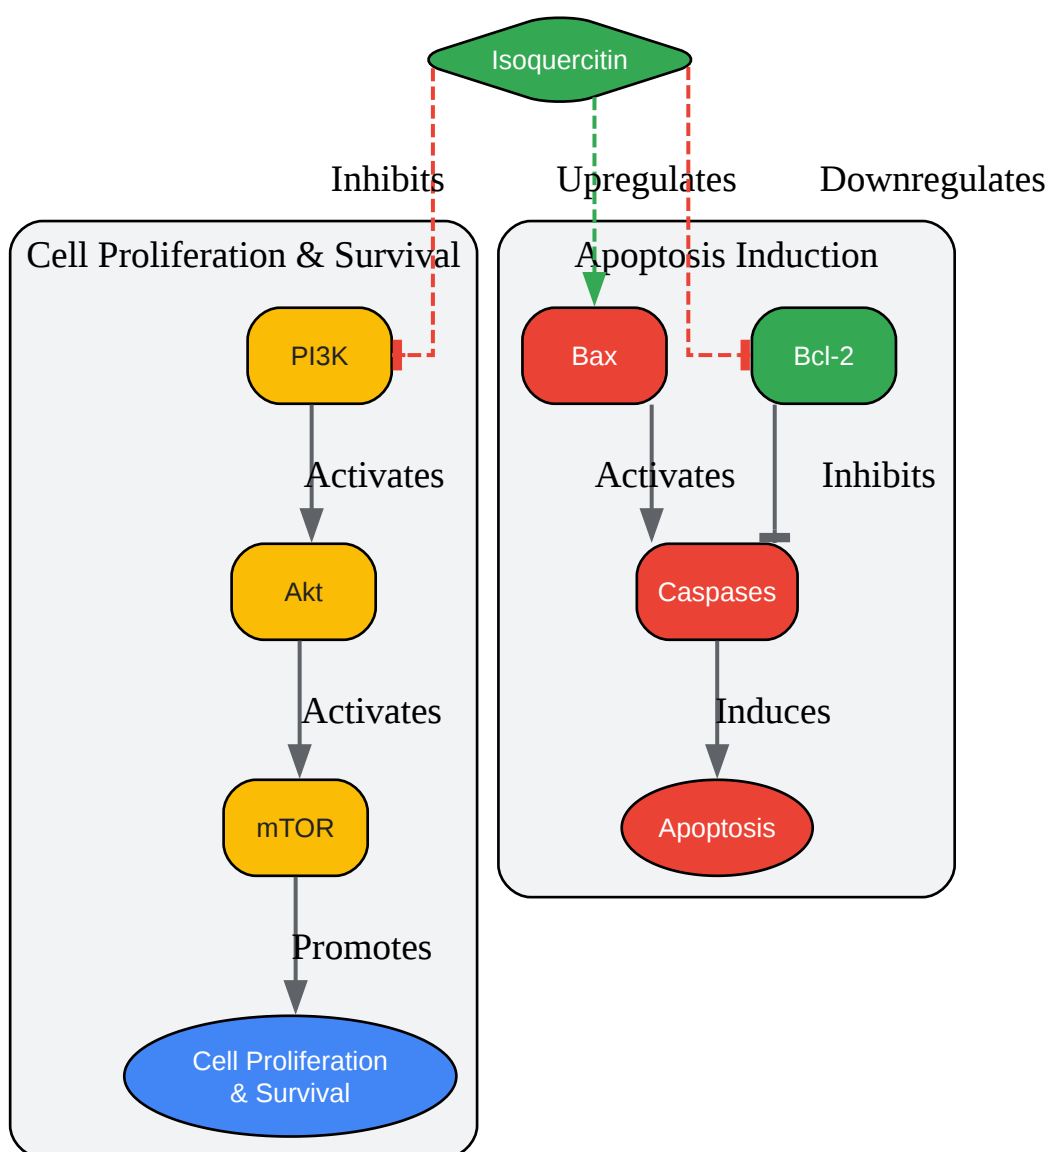 Isoquercitin
Inhibits
Upregulates
Downregulates
Cell Proliferation & Survival
Apoptosis Induction
PI3K
Bax
Bcl-2
Activates
Activates
Inhibits
Akt
Caspases
Activates
Induces
mTOR
Apoptosis
Promotes
Cell Proliferation
& Survival